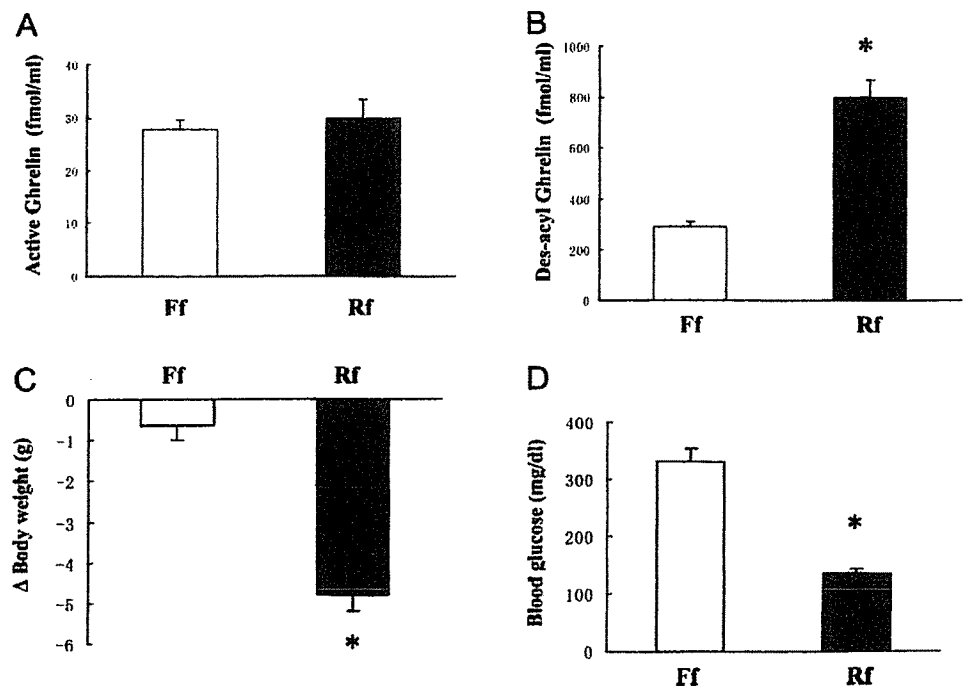 A
Active Ghrelin (fmol/ml)
40
30
20
10
0
Ff
Rf
B
Des-acyl Ghrelin (fmol/ml)
1000
800
600
400
200
0
*
Ff
Rf
C
Ff
Rf
Δ Body weight (g)
0
-1
-2
-3
-4
-5
-6
*
D
Blood glucose (mg/dl)
400
300
200
100
0
*
Ff
Rf